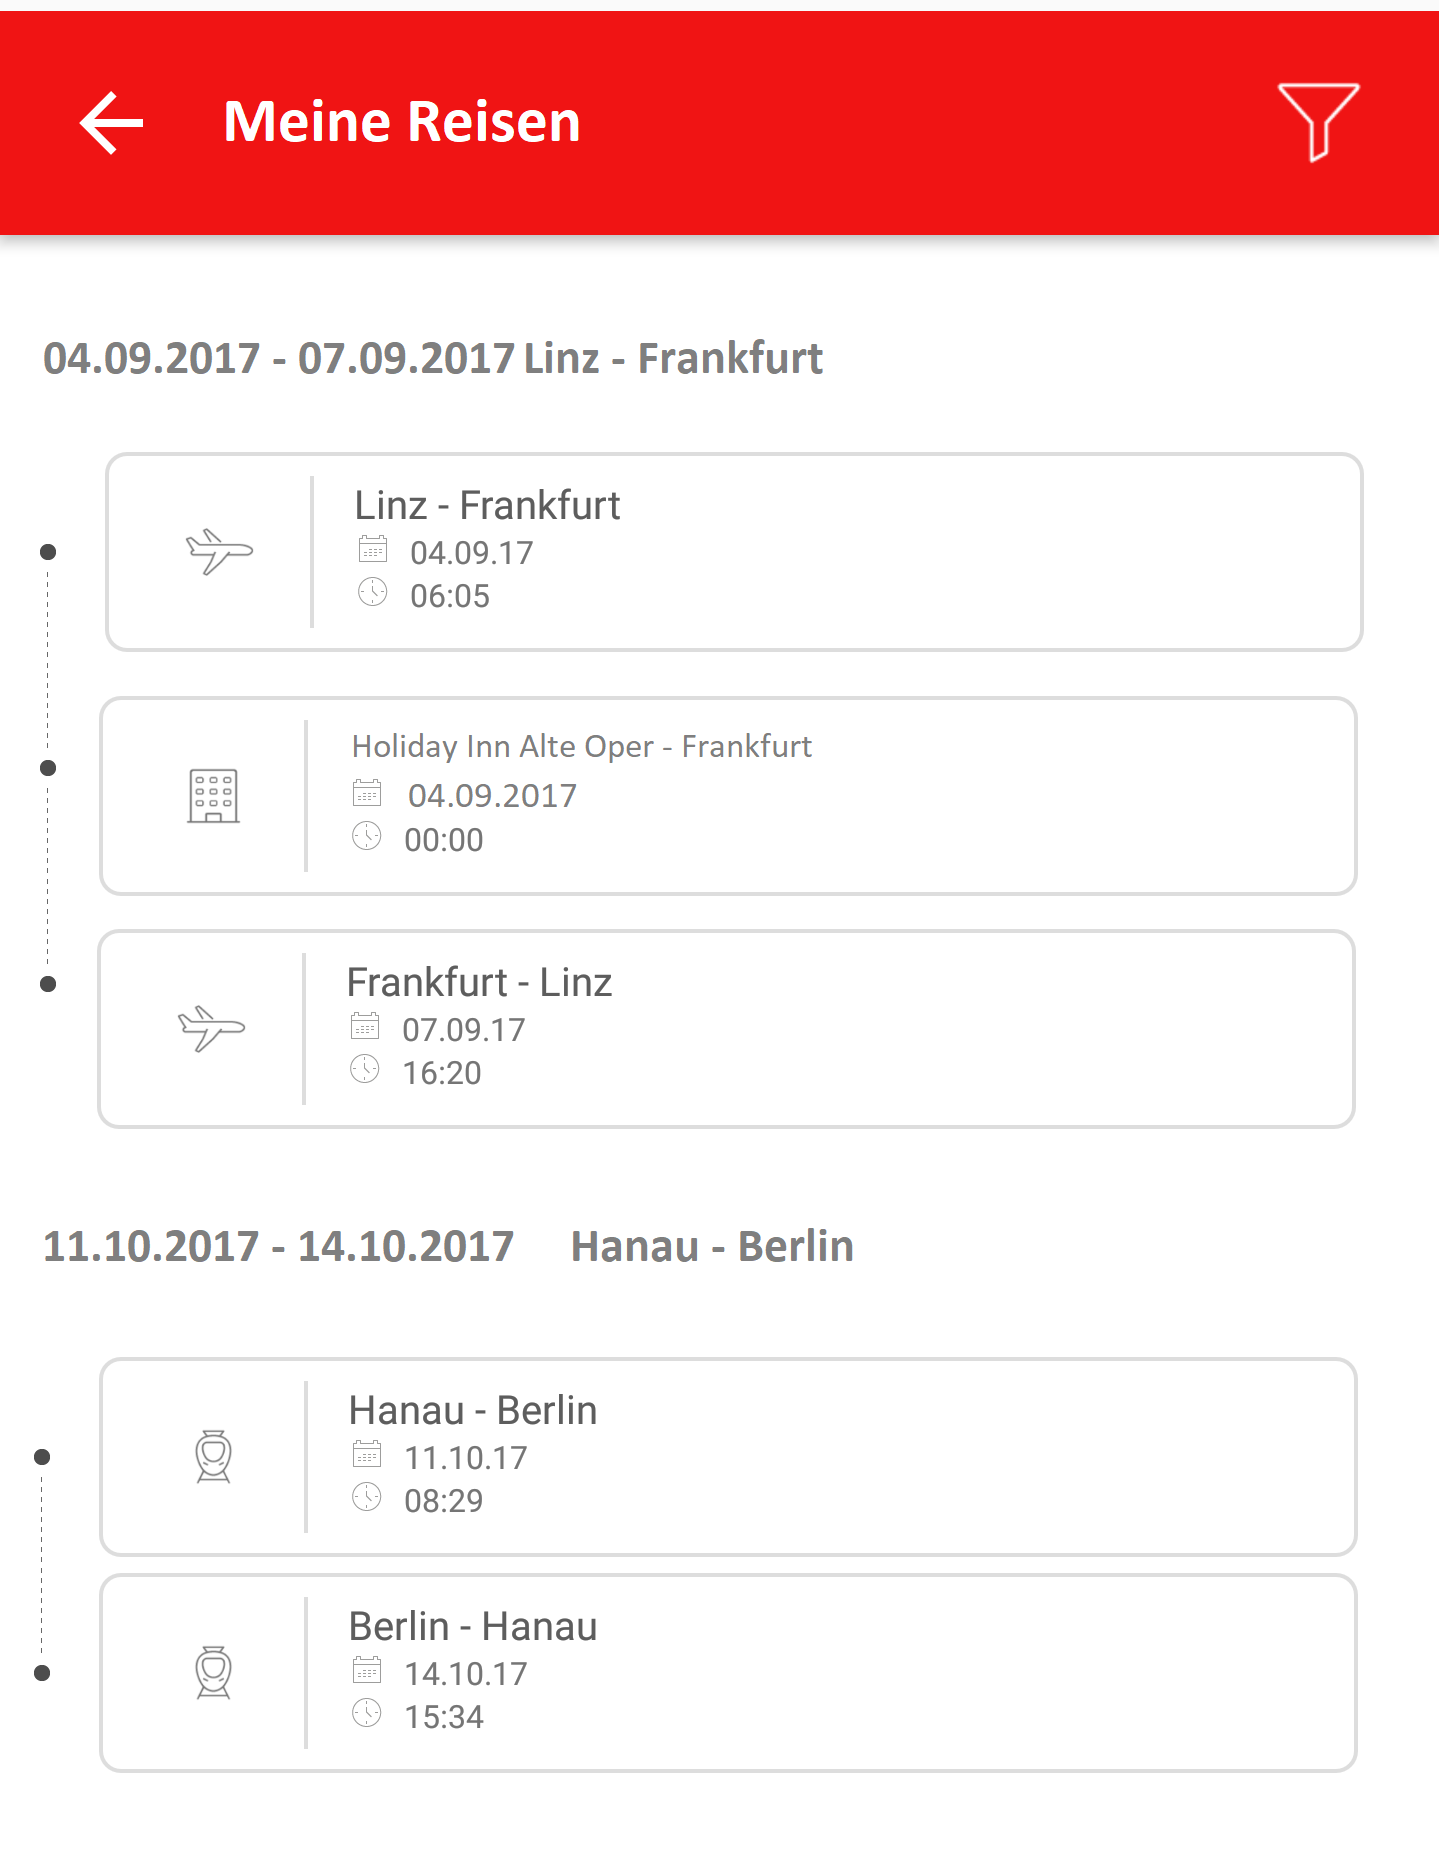 Meine Reisen
04.09.2017 - 07.09.2017 Linz - Frankfurt
Linz - Frankfurt
04.09.17
06:05
Holiday Inn Alte Oper - Frankfurt
04.09.2017
00:00
Frankfurt - Linz
07.09.17
16:20
11.10.2017 - 14.10.2017 Hanau - Berlin
Hanau - Berlin
11.10.17
08:29
Berlin - Hanau
14.10.17
15:34